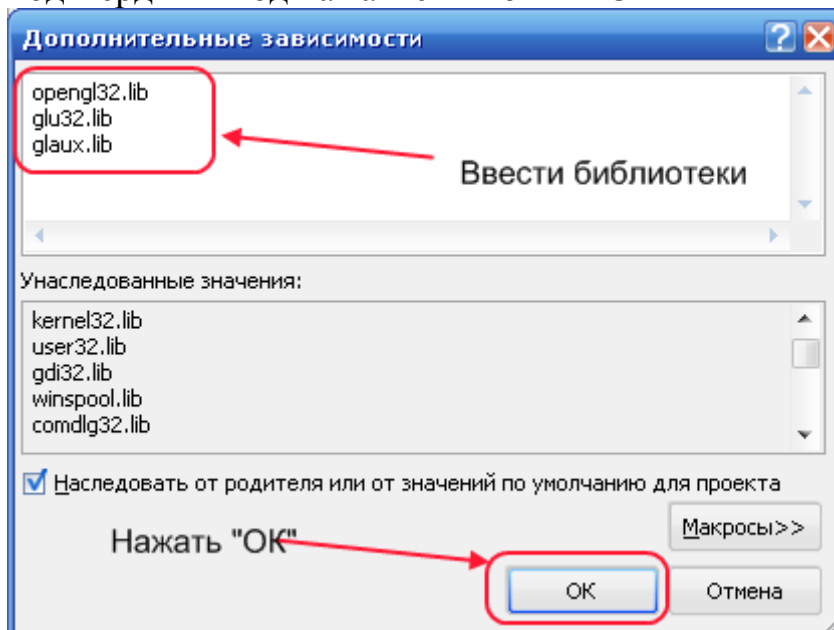 Дополнительные зависимости
opengl32.lib
glu32.lib
glaux.lib
Ввести библиотеки
Унаследованные значения:
kernel32.lib
user32.lib
gdi32.lib
winspool.lib
comdlg32.lib
Наследовать от родителя или от значений по умолчанию для проекта
Нажать "ОК"
Макросы>>
ОК
Отмена